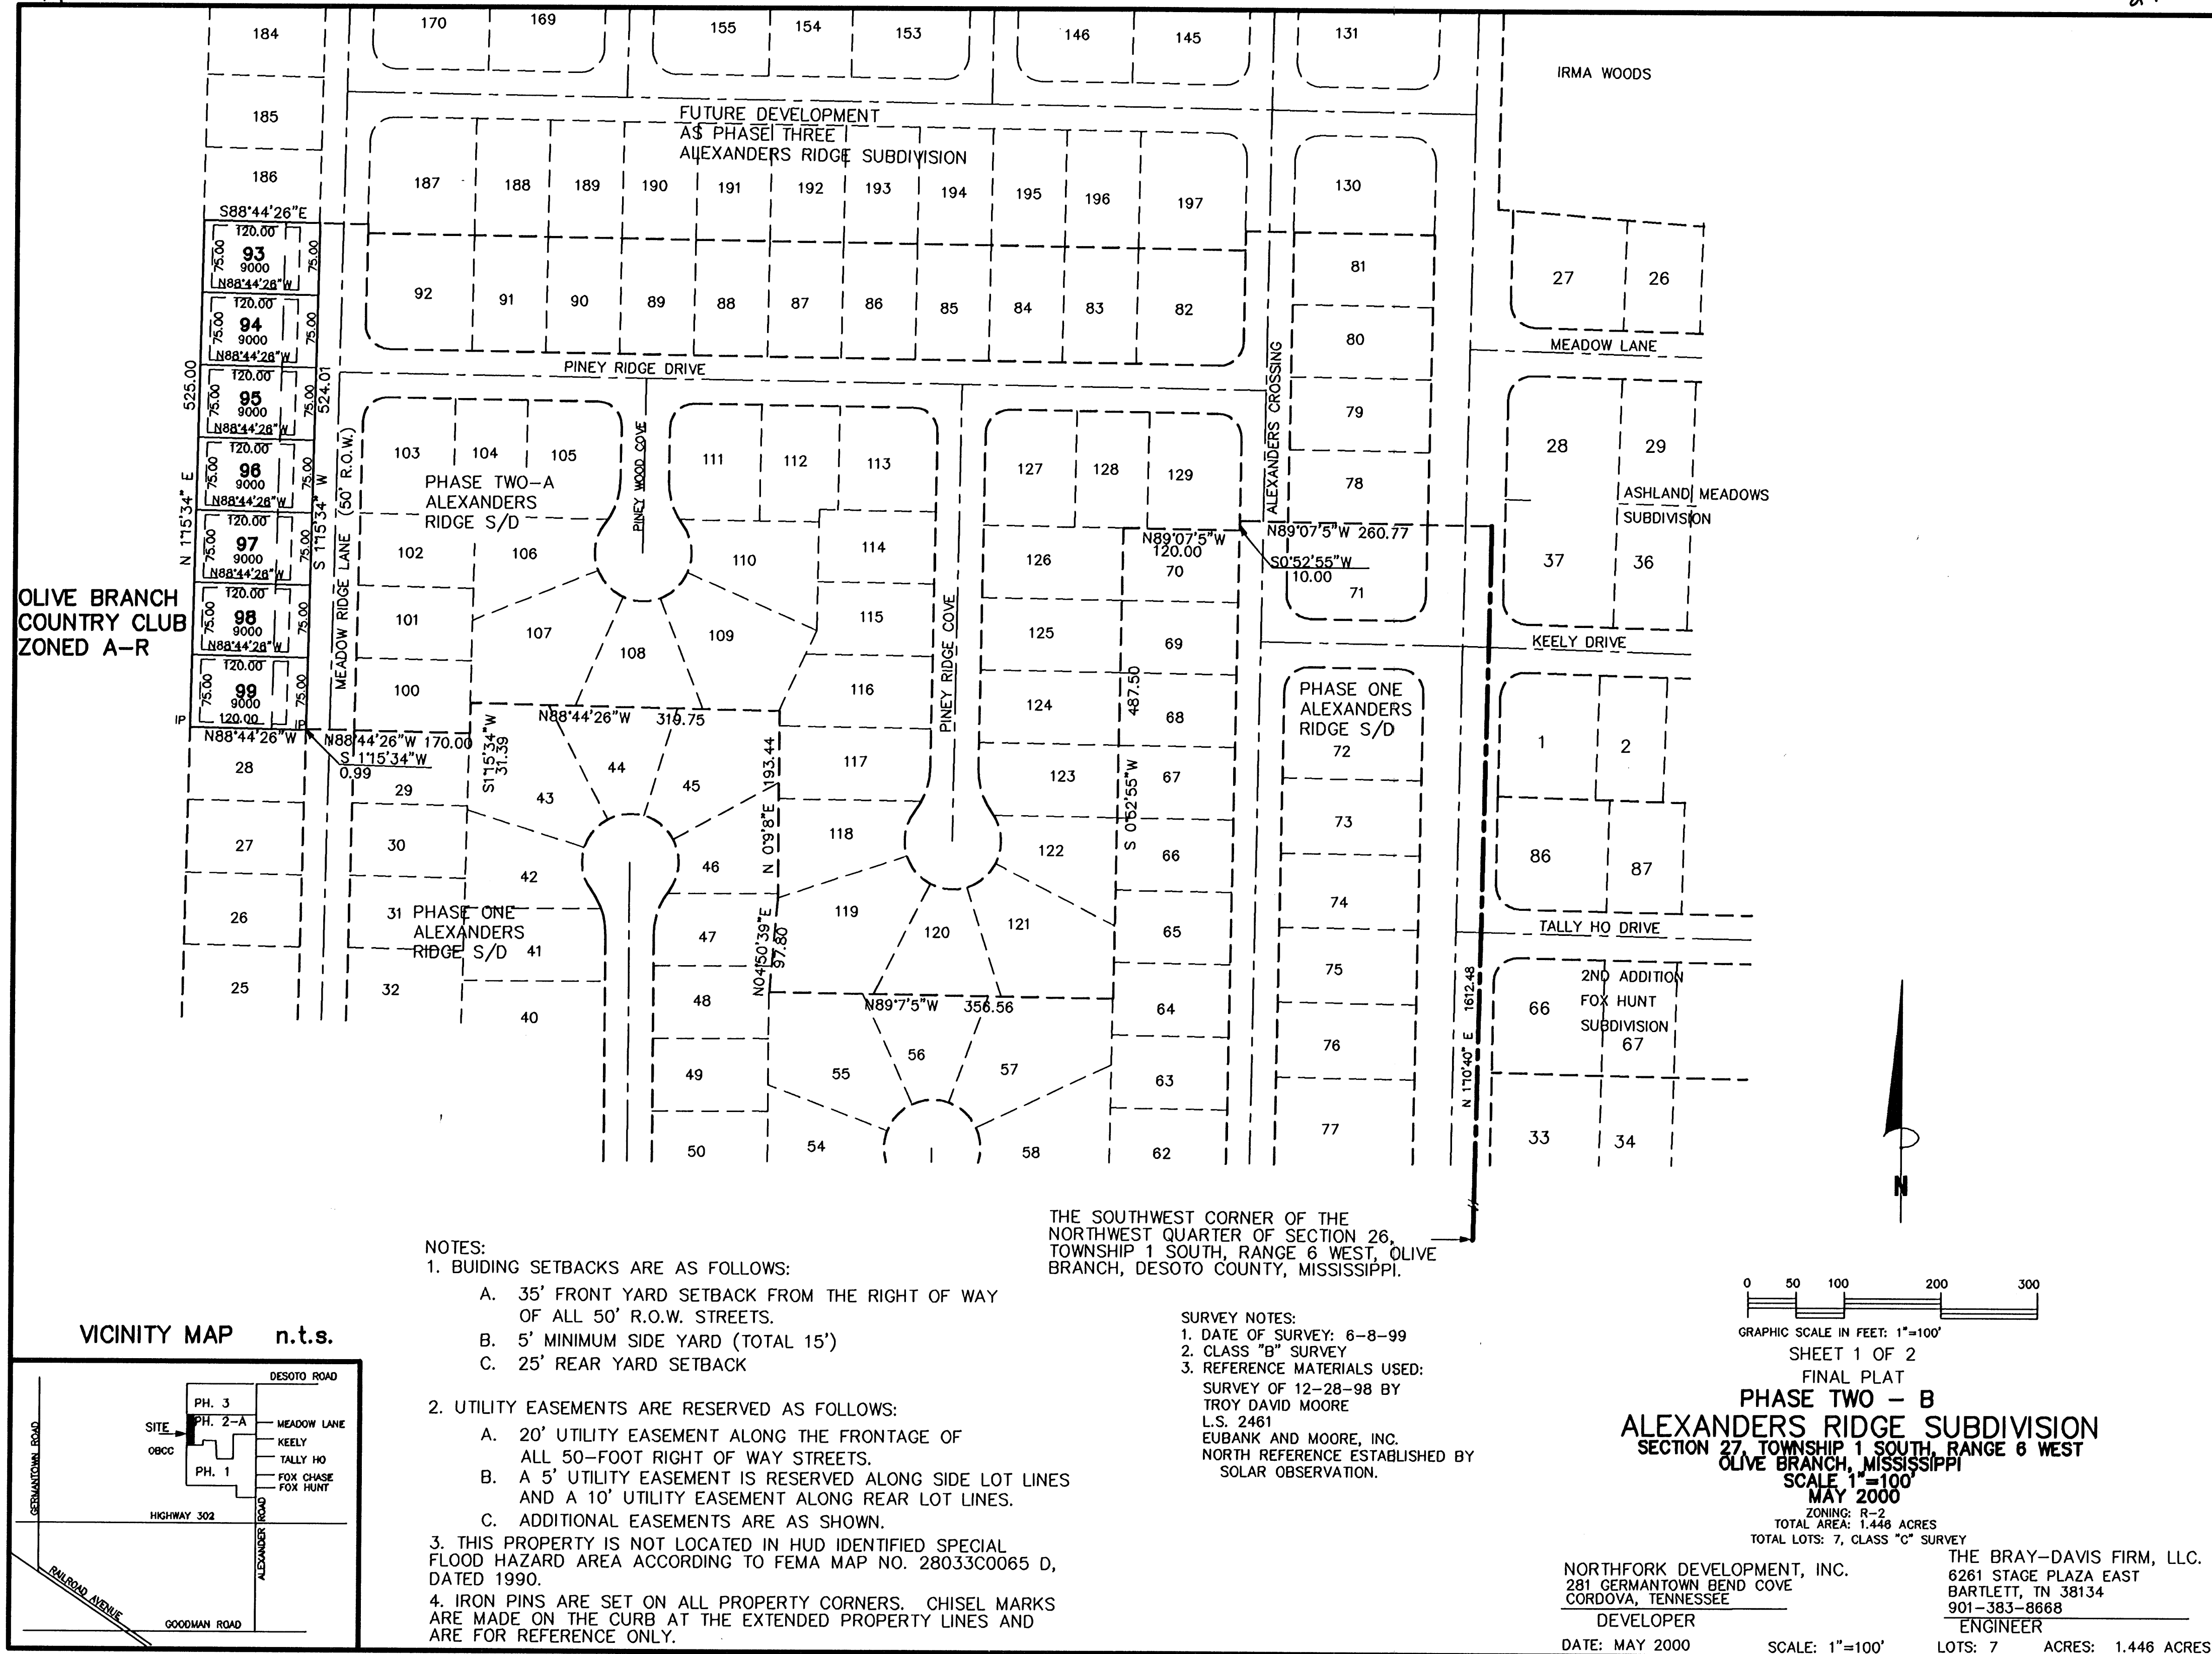 184
170
169
155
154
153
146
145
131
IRMA WOODS
185
FUTURE DEVELOPMENT
AS PHASE THREE
ALEXANDERS RIDGE SUBDIVISION
186
187
188
189
190
191
192
193
194
195
196
197
130
S88°44'26"E
120.00
75.00
93
9000
75.00
N88°44'26"W
120.00
75.00
94
9000
75.00
N88°44'26"W
120.00
75.00
95
9000
75.00
N88°44'26"W
120.00
75.00
96
9000
75.00
N88°44'26"W
120.00
75.00
97
9000
75.00
N88°44'26"W
120.00
75.00
98
9000
75.00
N88°44'26"W
120.00
75.00
99
9000
75.00
120.00
IP
IP
N88°44'26"W
N 1°15'34" E 525.00
S 1°15'34" W 524.01
MEADOW RIDGE LANE (50' R.O.W.)
OLIVE BRANCH
COUNTRY CLUB
ZONED A-R
92
91
90
89
88
87
86
85
84
83
82
81
80
79
78
27
26
MEADOW LANE
PINEY RIDGE DRIVE
ALEXANDERS CROSSING
103
104
105
PHASE TWO-A
ALEXANDERS
RIDGE S/D
PINEY WOOD COVE
111
112
113
127
128
129
28
29
ASHLAND MEADOWS
SUBDIVISION
37
36
102
106
110
114
126
N89°07'5"W
120.00
70
N89°07'5"W 260.77
S0°52'55"W
10.00
71
101
107
108
109
115
125
69
KEELY DRIVE
PINEY RIDGE COVE
100
116
124
487.50
68
PHASE ONE
ALEXANDERS
RIDGE S/D
72
1
2
N88°44'26"W 170.00
S 1°15'34"W
0.99
N88°44'26"W 319.75
S1°15'34"W
31.39
28
29
43
44
45
N 0°9'8"E 193.44
117
123
67
S 0°52'55"W
27
30
42
46
118
122
66
73
86
87
26
31
PHASE ONE
ALEXANDERS
RIDGE S/D
41
47
N04°50'39"E
97.80
119
120
121
65
74
TALLY HO DRIVE
25
32
40
48
N89°7'5"W 356.56
64
75
N 1°10'40" E 1612.48
2ND ADDITION
FOX HUNT
SUBDIVISION
66
67
49
55
56
57
63
76
50
54
58
62
77
33
34
N
THE SOUTHWEST CORNER OF THE
NORTHWEST QUARTER OF SECTION 26,
TOWNSHIP 1 SOUTH, RANGE 6 WEST, OLIVE
BRANCH, DESOTO COUNTY, MISSISSIPPI.
NOTES:
1. BUIDING SETBACKS ARE AS FOLLOWS:
A. 35' FRONT YARD SETBACK FROM THE RIGHT OF WAY
OF ALL 50' R.O.W. STREETS.
B. 5' MINIMUM SIDE YARD (TOTAL 15')
C. 25' REAR YARD SETBACK
2. UTILITY EASEMENTS ARE RESERVED AS FOLLOWS:
A. 20' UTILITY EASEMENT ALONG THE FRONTAGE OF
ALL 50-FOOT RIGHT OF WAY STREETS.
B. A 5' UTILITY EASEMENT IS RESERVED ALONG SIDE LOT LINES
AND A 10' UTILITY EASEMENT ALONG REAR LOT LINES.
C. ADDITIONAL EASEMENTS ARE AS SHOWN.
3. THIS PROPERTY IS NOT LOCATED IN HUD IDENTIFIED SPECIAL
FLOOD HAZARD AREA ACCORDING TO FEMA MAP NO. 28033C0065 D,
DATED 1990.
4. IRON PINS ARE SET ON ALL PROPERTY CORNERS. CHISEL MARKS
ARE MADE ON THE CURB AT THE EXTENDED PROPERTY LINES AND
ARE FOR REFERENCE ONLY.
SURVEY NOTES:
1. DATE OF SURVEY: 6-8-99
2. CLASS "B" SURVEY
3. REFERENCE MATERIALS USED:
SURVEY OF 12-28-98 BY
TROY DAVID MOORE
L.S. 2461
EUBANK AND MOORE, INC.
NORTH REFERENCE ESTABLISHED BY
SOLAR OBSERVATION.
VICINITY MAP n.t.s.
DESOTO ROAD
PH. 3
PH. 2-A
SITE
OBCC
MEADOW LANE
KEELY
TALLY HO
PH. 1
FOX CHASE
FOX HUNT
GERMANTOWN ROAD
HIGHWAY 302
ALEXANDER ROAD
RAILROAD AVENUE
GOODMAN ROAD
0 50 100 200 300
GRAPHIC SCALE IN FEET: 1"=100'
SHEET 1 OF 2
FINAL PLAT
PHASE TWO - B
ALEXANDERS RIDGE SUBDIVISION
SECTION 27, TOWNSHIP 1 SOUTH, RANGE 6 WEST
OLIVE BRANCH, MISSISSIPPI
SCALE 1"=100'
MAY 2000
ZONING: R-2
TOTAL AREA: 1.446 ACRES
TOTAL LOTS: 7, CLASS "C" SURVEY
NORTHFORK DEVELOPMENT, INC.
281 GERMANTOWN BEND COVE
CORDOVA, TENNESSEE
DEVELOPER
THE BRAY-DAVIS FIRM, LLC.
6261 STAGE PLAZA EAST
BARTLETT, TN 38134
901-383-8668
ENGINEER
DATE: MAY 2000 SCALE: 1"=100' LOTS: 7 ACRES: 1.446 ACRES